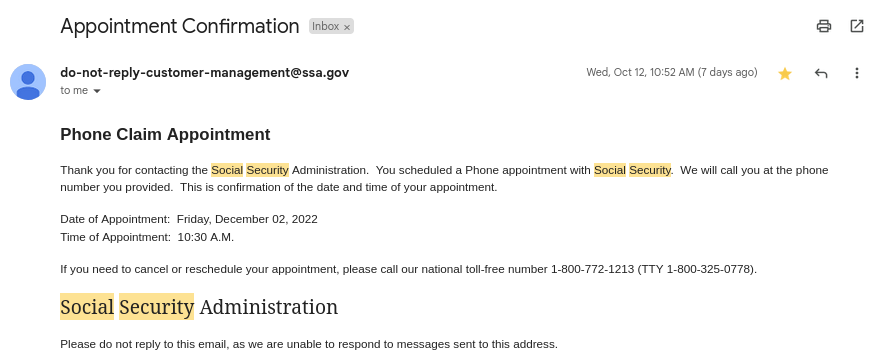 Appointment Confirmation Inbox ×
do-not-reply-customer-management@ssa.gov Wed, Oct 12, 10:52 AM (7 days ago)
to me
Phone Claim Appointment
Thank you for contacting the Social Security Administration. You scheduled a Phone appointment with Social Security. We will call you at the phone
number you provided. This is confirmation of the date and time of your appointment.
Date of Appointment: Friday, December 02, 2022
Time of Appointment: 10:30 A.M.
If you need to cancel or reschedule your appointment, please call our national toll-free number 1-800-772-1213 (TTY 1-800-325-0778).
Social Security Administration
Please do not reply to this email, as we are unable to respond to messages sent to this address.